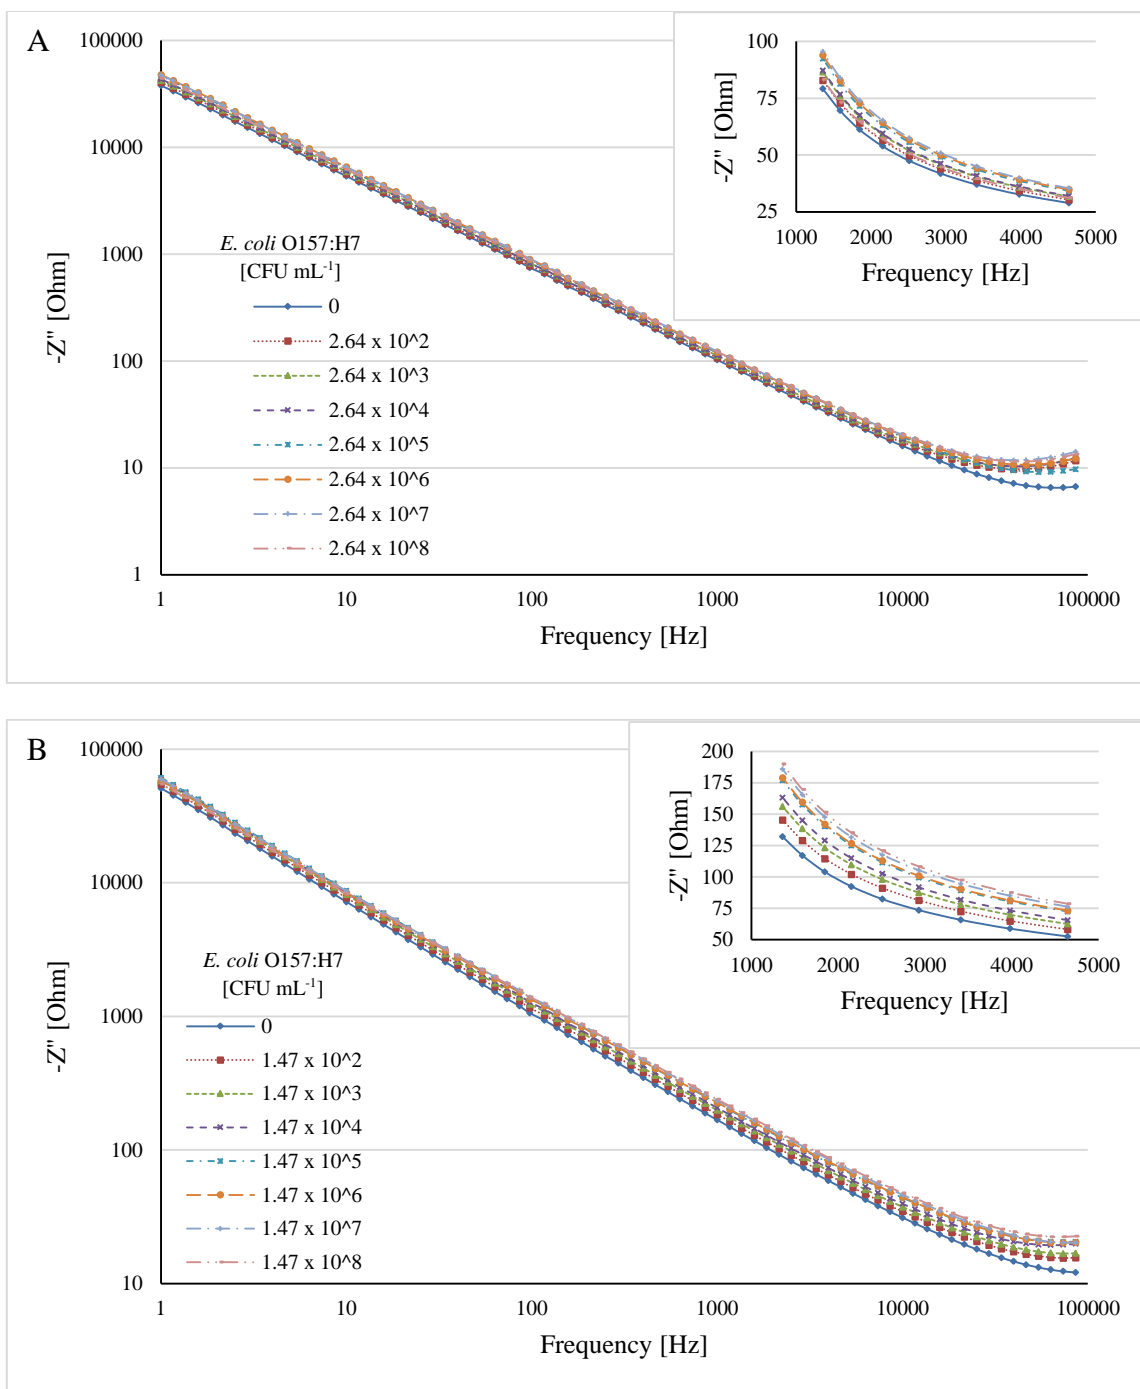 A
100000
10000
1000
100
10
1
-Z" [Ohm]
1
10
100
1000
10000
100000
Frequency [Hz]
E. coli O157:H7
[CFU mL-1]
0
2.64 x 10^2
2.64 x 10^3
2.64 x 10^4
2.64 x 10^5
2.64 x 10^6
2.64 x 10^7
2.64 x 10^8
100
75
50
25
-Z" [Ohm]
1000
2000
3000
4000
5000
Frequency [Hz]
B
100000
10000
1000
100
10
-Z" [Ohm]
1
10
100
1000
10000
100000
Frequency [Hz]
E. coli O157:H7
[CFU mL-1]
0
1.47 x 10^2
1.47 x 10^3
1.47 x 10^4
1.47 x 10^5
1.47 x 10^6
1.47 x 10^7
1.47 x 10^8
200
175
150
125
100
75
50
-Z" [Ohm]
1000
2000
3000
4000
5000
Frequency [Hz]